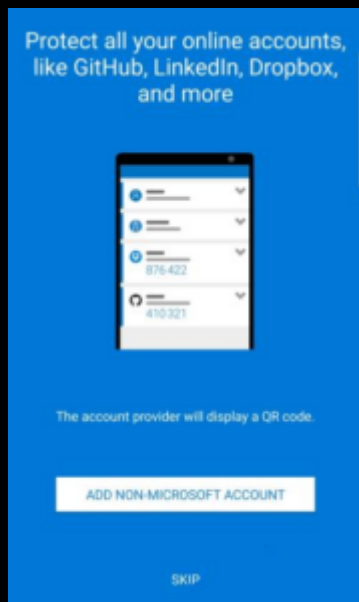 Protect all your online accounts,
like GitHub, LinkedIn, Dropbox,
and more
876 422
410 321
The account provider will display a QR code.
ADD NON-MICROSOFT ACCOUNT
SKIP